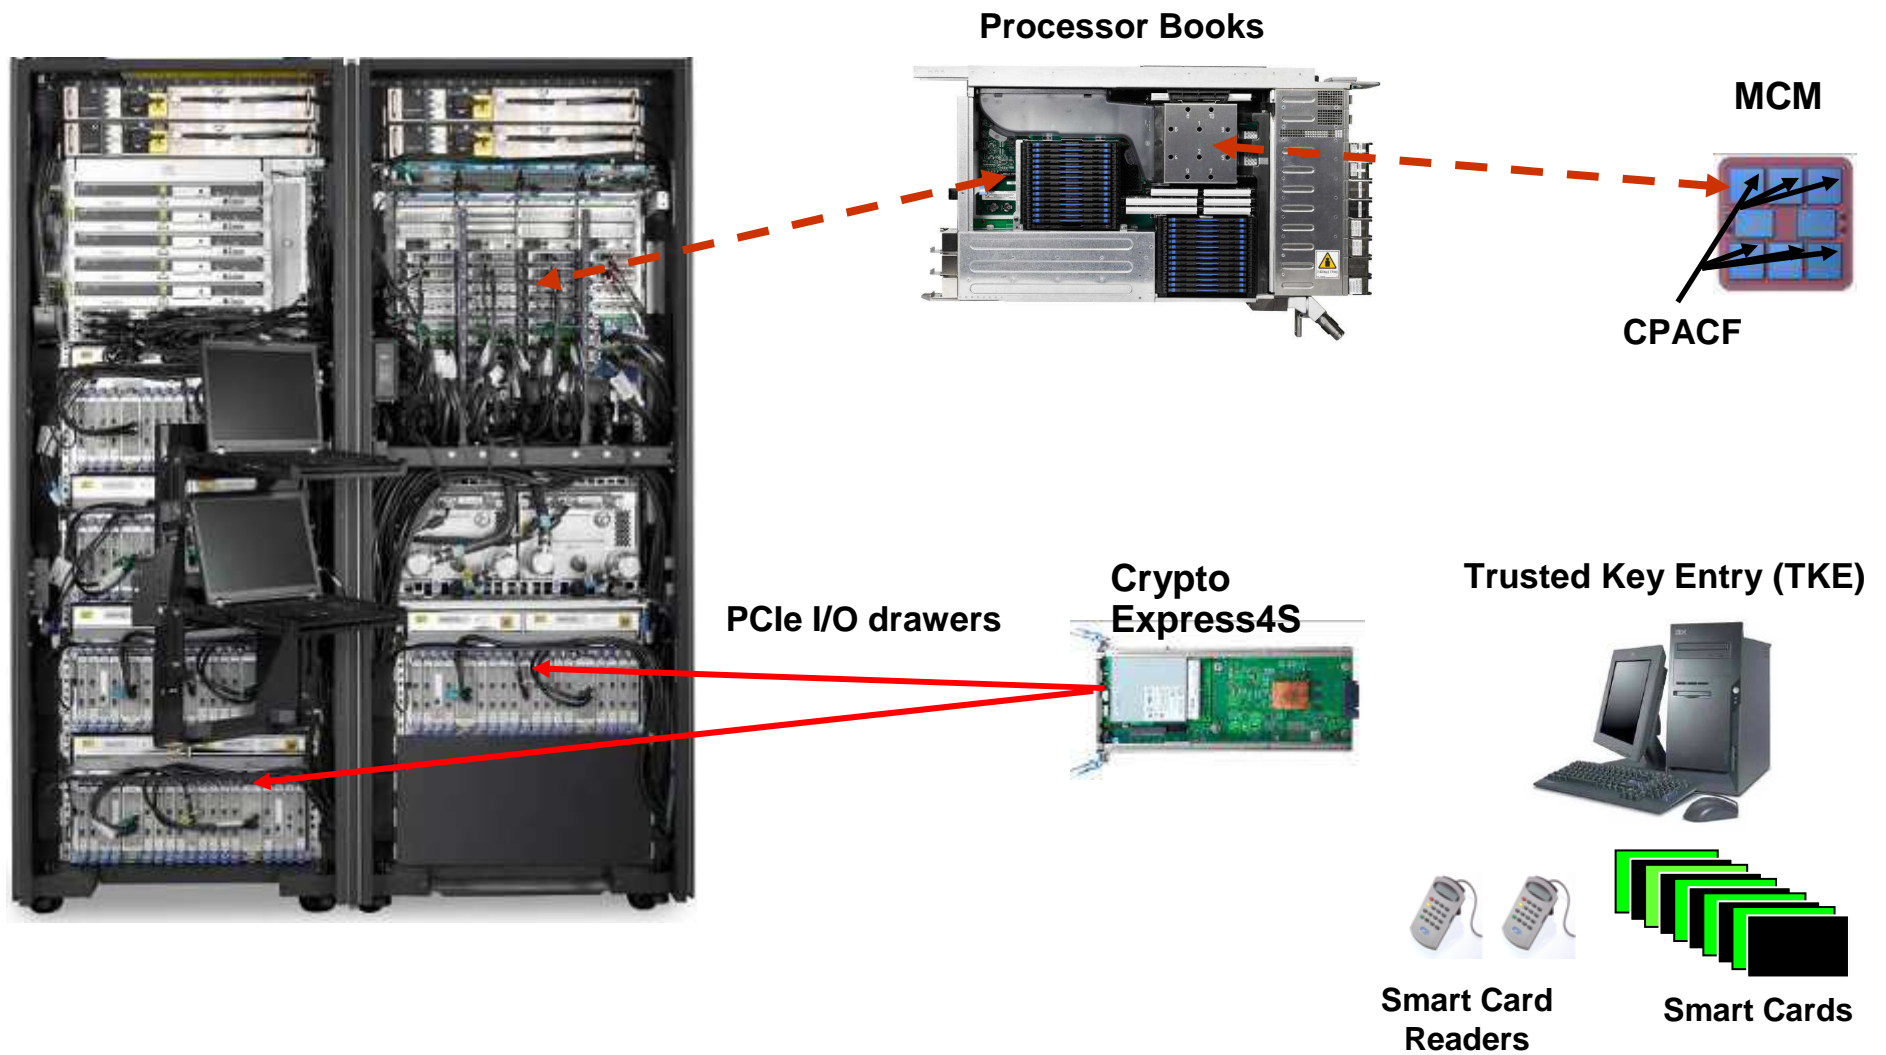 Processor Books
MCM
CPACF
Crypto
Express4S
Trusted Key Entry (TKE)
PCIe I/O drawers
Smart Card
Readers
Smart Cards